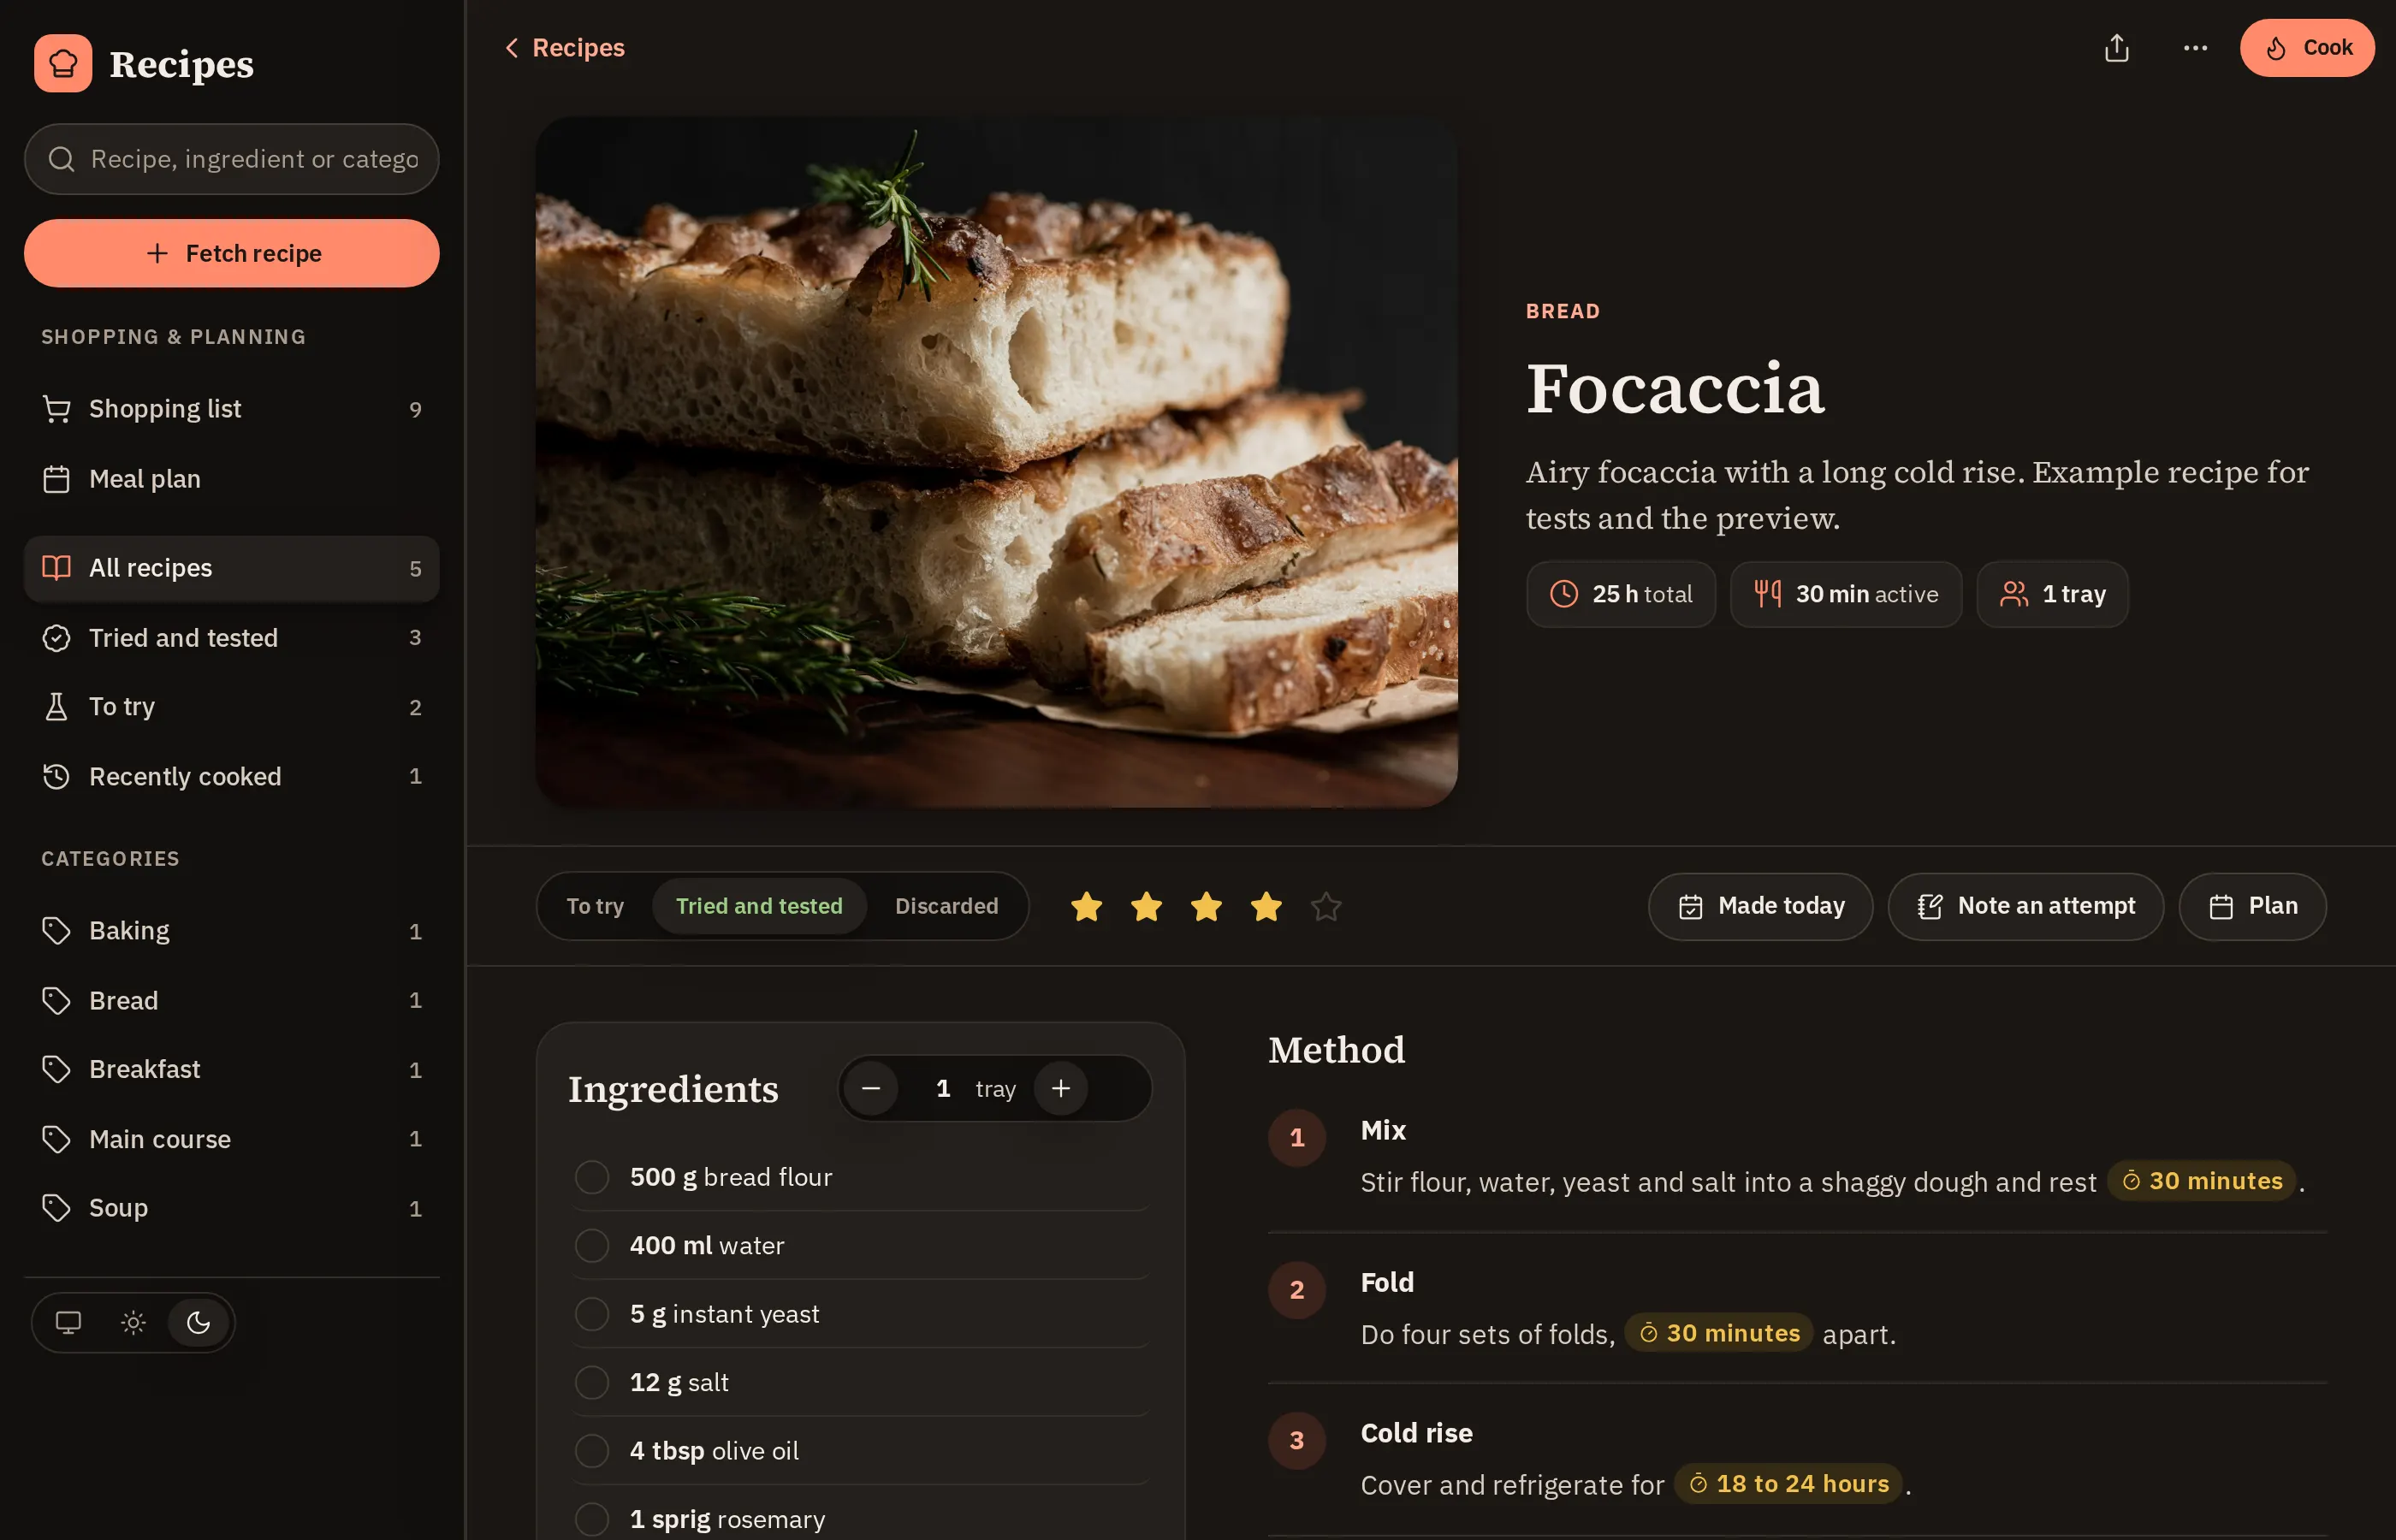 Recipes
Recipe, ingredient or catego
Fetch recipe
SHOPPING & PLANNING
Shopping list 9
Meal plan
All recipes 5
Tried and tested 3
To try 2
Recently cooked 1
CATEGORIES
Baking 1
Bread 1
Breakfast 1
Main course 1
Soup 1
Recipes
Cook
BREAD
Focaccia
Airy focaccia with a long cold rise. Example recipe for
tests and the preview.
25 h total 30 min active 1 tray
To try Tried and tested Discarded
Made today Note an attempt Plan
Ingredients 1 tray
500 g bread flour
400 ml water
5 g instant yeast
12 g salt
4 tbsp olive oil
1 sprig rosemary
Method
1 Mix
Stir flour, water, yeast and salt into a shaggy dough and rest 30 minutes.
2 Fold
Do four sets of folds, 30 minutes apart.
3 Cold rise
Cover and refrigerate for 18 to 24 hours.